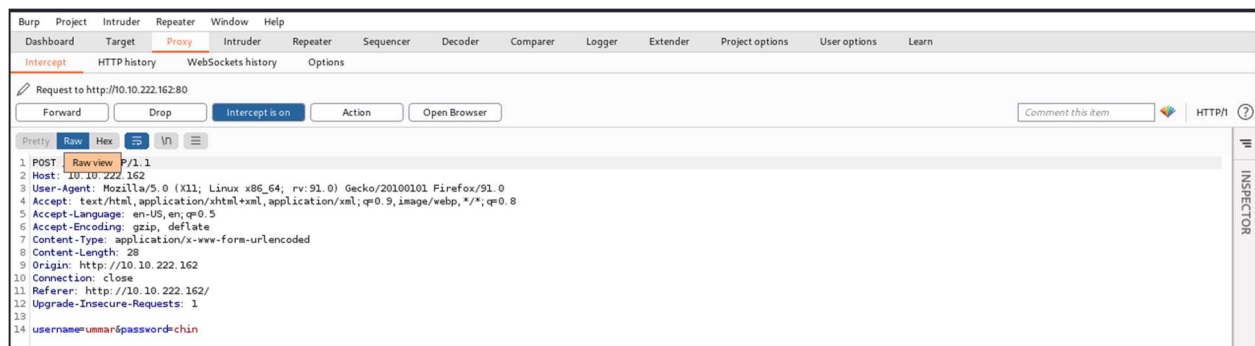 Burp Project Intruder Repeater Window Help
Dashboard Target Proxy Intruder Repeater Sequencer Decoder Comparer Logger Extender Project options User options Learn
Intercept HTTP history WebSockets history Options
Request to http://10.10.222.162:80
Forward Drop Intercept is on Action Open Browser Comment this item HTTP/1 ?
Pretty Raw Hex \n
Raw view
1 POST P/1.1
2 Host: 10.10.222.162
3 User-Agent: Mozilla/5.0 (X11; Linux x86_64; rv:91.0) Gecko/20100101 Firefox/91.0
4 Accept: text/html,application/xhtml+xml,application/xml;q=0.9,image/webp,*/*;q=0.8
5 Accept-Language: en-US,en;q=0.5
6 Accept-Encoding: gzip, deflate
7 Content-Type: application/x-www-form-urlencoded
8 Content-Length: 28
9 Origin: http://10.10.222.162
10 Connection: close
11 Referer: http://10.10.222.162/
12 Upgrade-Insecure-Requests: 1
13
14 username=ummar&password=chin
INSPECTOR